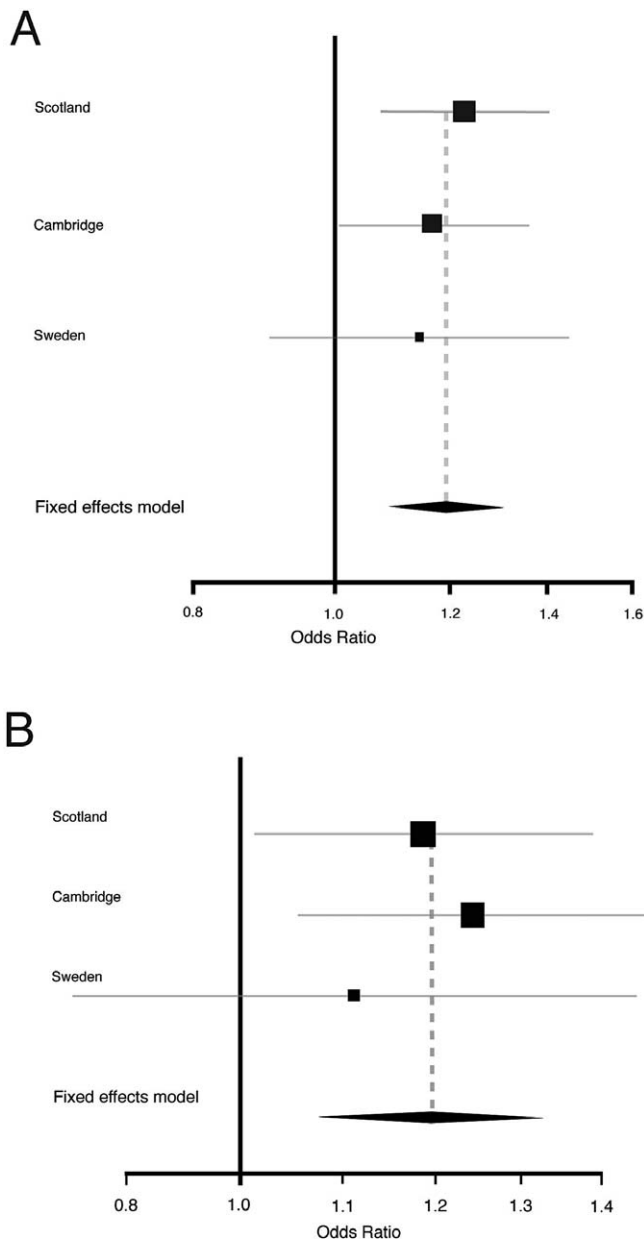 A
Scotland
Cambridge
Sweden
Fixed effects model
0.8 1.0 1.2 1.4 1.6
Odds Ratio
B
Scotland
Cambridge
Sweden
Fixed effects model
0.8 1.0 1.1 1.2 1.3 1.4
Odds Ratio